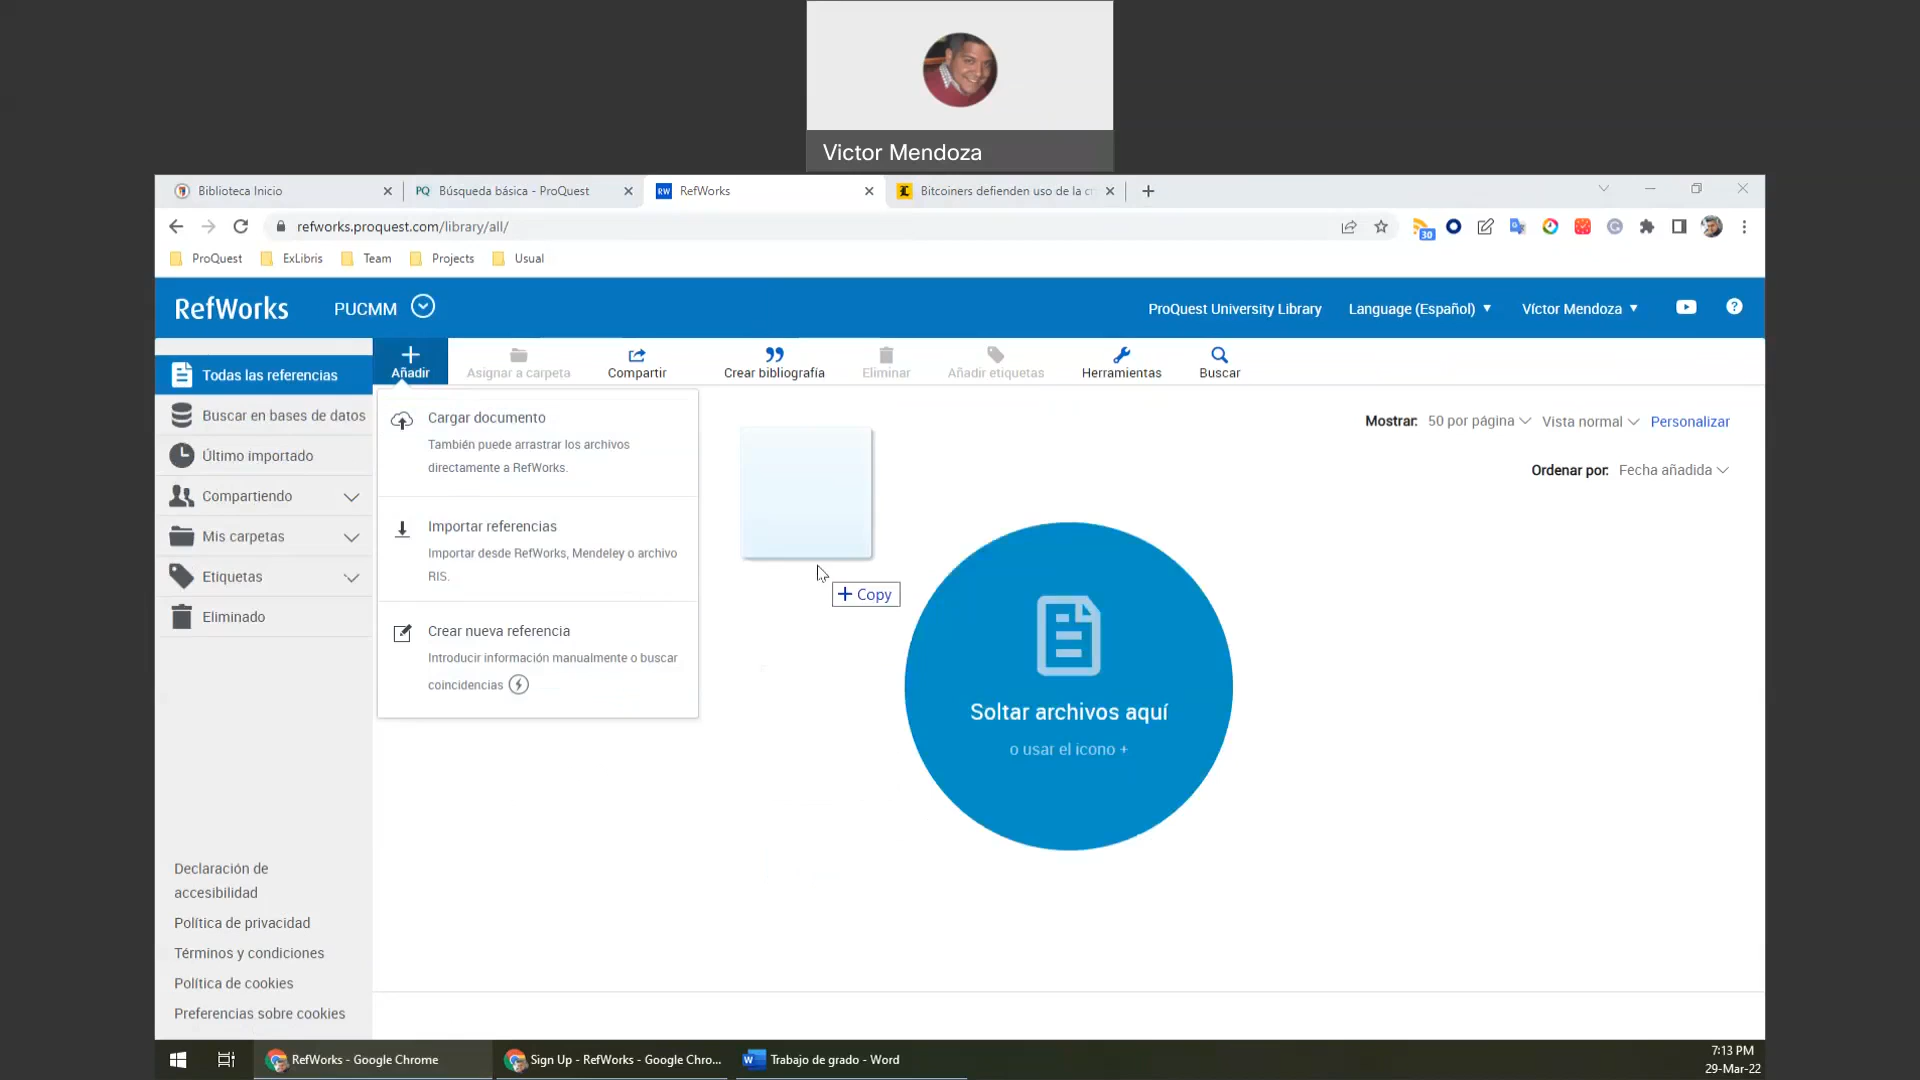 Victor Mendoza
Biblioteca Inicio
PQ Búsqueda básica - ProQuest
RW RefWorks
Bitcoiners defienden uso de la c
refworks.proquest.com/library/all/
30
ProQuest ExLibris Team Projects Usual
RefWorks PUCMM
ProQuest University Library Language (Español) Víctor Mendoza
Todas las referencias
Buscar en bases de datos
Último importado
Compartiendo
Mis carpetas
Etiquetas
Eliminado
Añadir Asignar a carpeta Compartir Crear bibliografía Eliminar Añadir etiquetas Herramientas Buscar
Cargar documento
También puede arrastrar los archivos
directamente a RefWorks.
Importar referencias
Importar desde RefWorks, Mendeley o archivo
RIS.
Crear nueva referencia
Introducir información manualmente o buscar
coincidencias
Mostrar: 50 por página Vista normal Personalizar
Ordenar por: Fecha añadida
+ Copy
Soltar archivos aquí
o usar el icono +
Declaración de
accesibilidad
Política de privacidad
Términos y condiciones
Política de cookies
Preferencias sobre cookies
RefWorks - Google Chrome
Sign Up - RefWorks - Google Chro...
Trabajo de grado - Word
7:13 PM
29-Mar-22